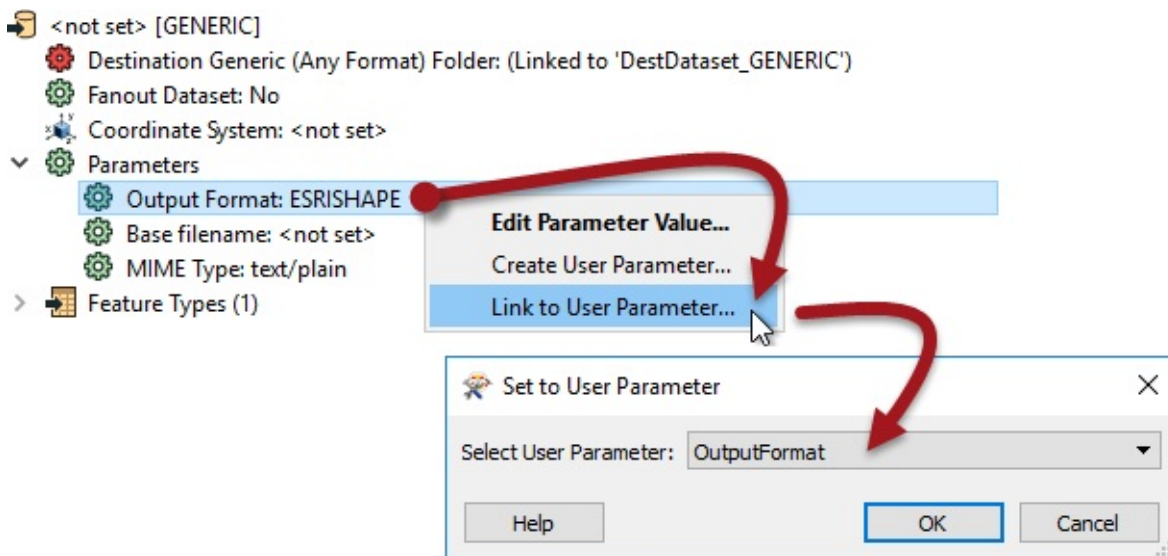 <not set> [GENERIC]
Destination Generic (Any Format) Folder: (Linked to 'DestDataset_GENERIC')
Fanout Dataset: No
Coordinate System: <not set>
Parameters
Output Format: ESRISHAPE
Edit Parameter Value...
Base filename: <not set>
Create User Parameter...
MIME Type: text/plain
Link to User Parameter...
Feature Types (1)
Set to User Parameter
Select User Parameter: OutputFormat
Help OK Cancel